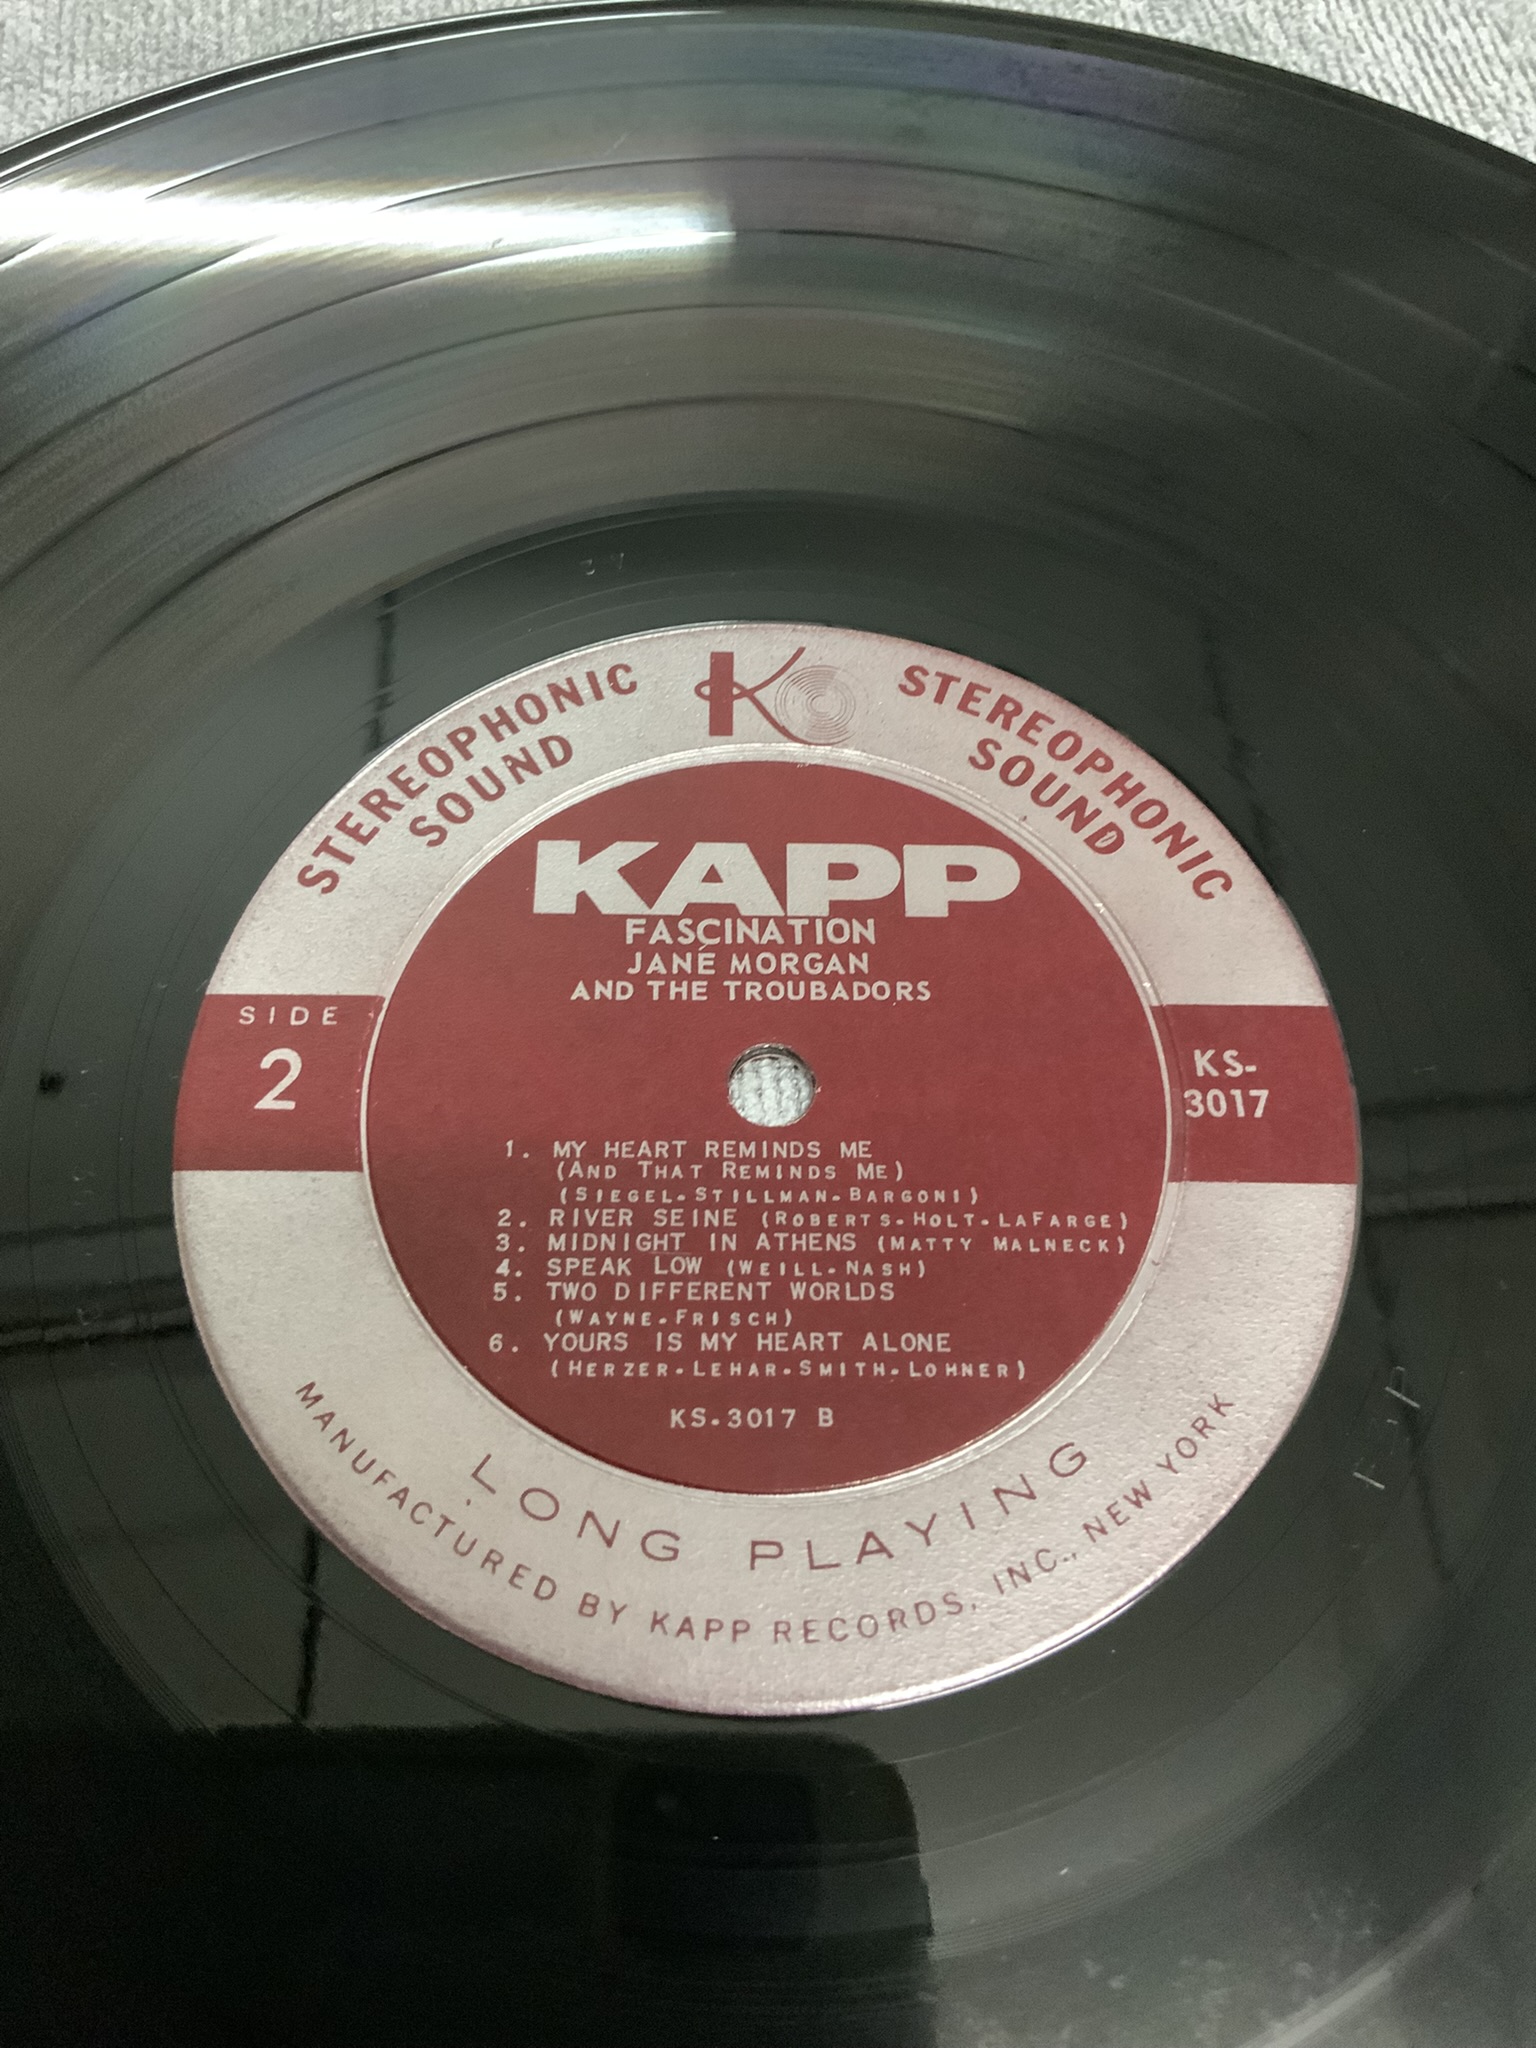 STEREOPHONIC
SOUND
K
STEREOPHONIC
SOUND
KAPP
FASCINATION
JANE MORGAN
AND THE TROUBADORS
SIDE
2
KS-
3017
1. MY HEART REMINDS ME
(AND THAT REMINDS ME)
(SIEGEL-STILLMAN-BARGONI)
2. RIVER SEINE (ROBERTS-HOLT-LAFARGE)
3. MIDNIGHT IN ATHENS (MATTY MALNECK)
4. SPEAK LOW (WEILL-NASH)
5. TWO DIFFERENT WORLDS
(WAYNE-FRISCH)
6. YOURS IS MY HEART ALONE
(HERZER-LEHAR-SMITH-LOHNER)
KS-3017 B
LONG PLAYING
MANUFACTURED BY KAPP RECORDS, INC., NEW YORK